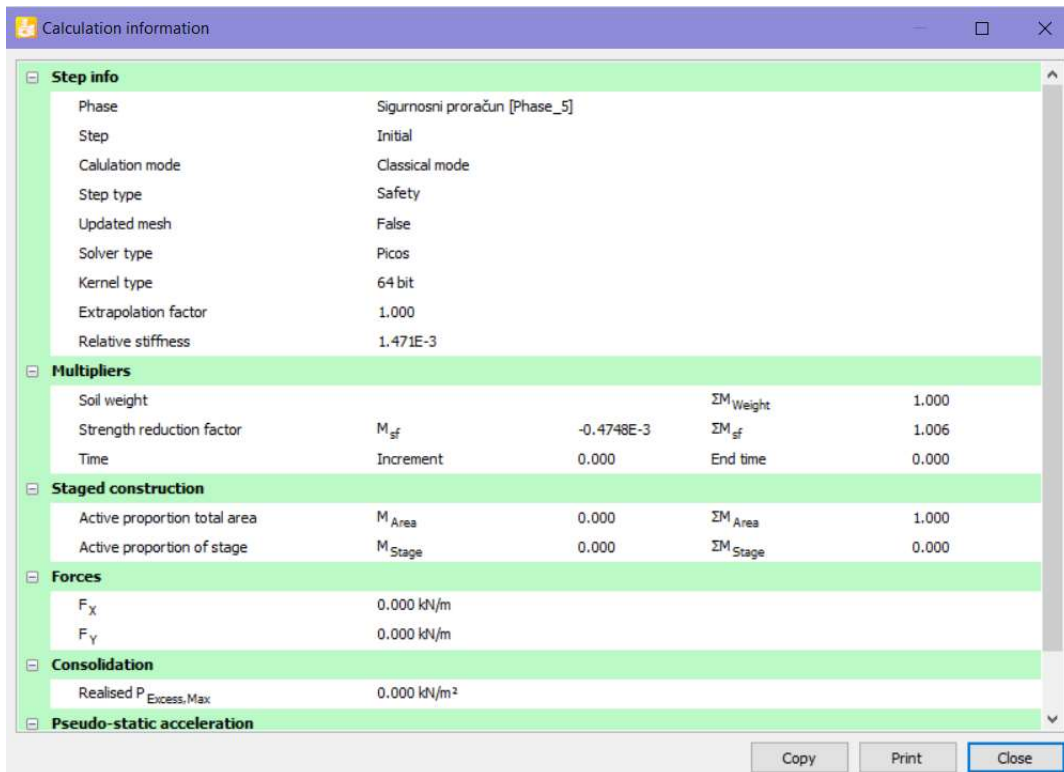 Calculation information
Step info
Phase Sigurnosni proračun [Phase_5]
Step Initial
Calulation mode Classical mode
Step type Safety
Updated mesh False
Solver type Picos
Kernel type 64 bit
Extrapolation factor 1.000
Relative stiffness 1.471E-3
Multipliers
Soil weight ΣM Weight 1.000
Strength reduction factor M sf -0.4748E-3 ΣM sf 1.006
Time Increment 0.000 End time 0.000
Staged construction
Active proportion total area M Area 0.000 ΣM Area 1.000
Active proportion of stage M Stage 0.000 ΣM Stage 0.000
Forces
F X 0.000 kN/m
F Y 0.000 kN/m
Consolidation
Realised P Excess,Max 0.000 kN/m²
Pseudo-static acceleration
Copy Print Close